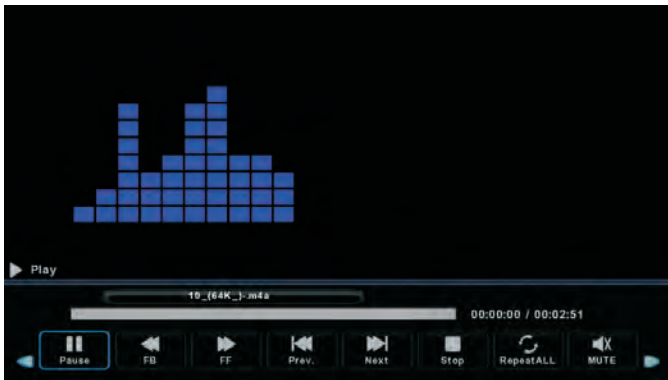 Play
10_(64K_)-.m4a
00:00:00 / 00:02:51
Pause FB FF Prev. Next Stop RepeatALL MUTE